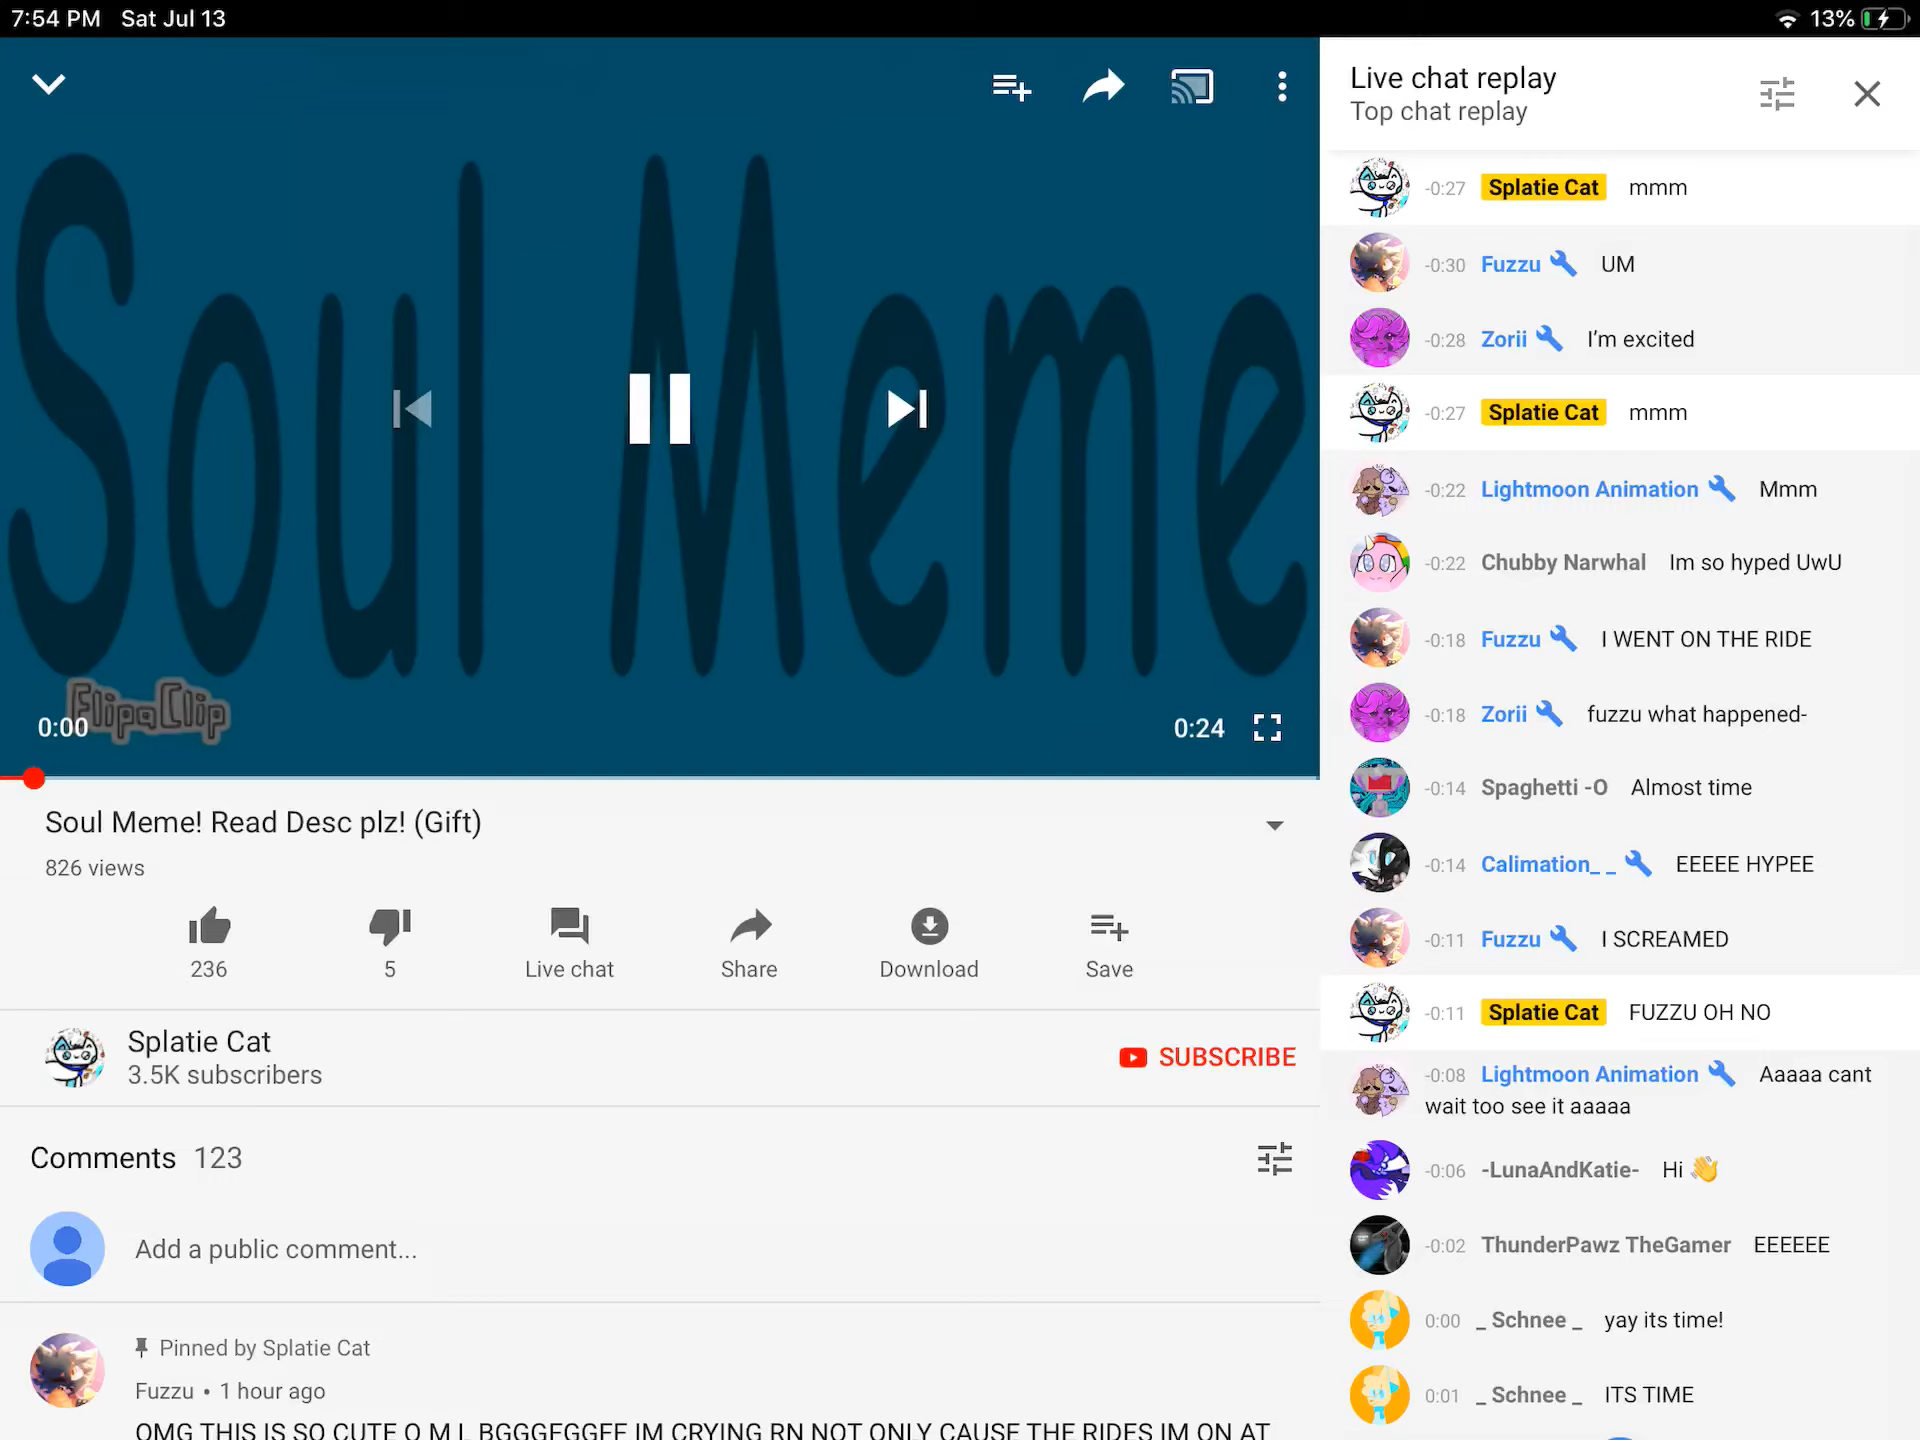 7:54 PM Sat Jul 13
13%
Soul Meme
FlipaClip
0:00
0:24
Soul Meme! Read Desc plz! (Gift)
826 views
236
5
Live chat
Share
Download
Save
Splatie Cat
3.5K subscribers
SUBSCRIBE
Comments 123
Add a public comment...
Pinned by Splatie Cat
Fuzzu • 1 hour ago
OMG THIS IS SO CUTE O M L BGGGFGGFF IM CRYING RN NOT ONLY CAUSE THE RIDES IM ON AT
Live chat replay
Top chat replay
-0:27 Splatie Cat mmm
-0:30 Fuzzu UM
-0:28 Zorii I'm excited
-0:27 Splatie Cat mmm
-0:22 Lightmoon Animation Mmm
-0:22 Chubby Narwhal Im so hyped UwU
-0:18 Fuzzu I WENT ON THE RIDE
-0:18 Zorii fuzzu what happened-
-0:14 Spaghetti -O Almost time
-0:14 Calimation_ _ EEEEE HYPEE
-0:11 Fuzzu I SCREAMED
-0:11 Splatie Cat FUZZU OH NO
-0:08 Lightmoon Animation Aaaaa cant
wait too see it aaaaa
-0:06 -LunaAndKatie- Hi 👋
-0:02 ThunderPawz TheGamer EEEEEE
0:00 _ Schnee _ yay its time!
0:01 _ Schnee _ ITS TIME